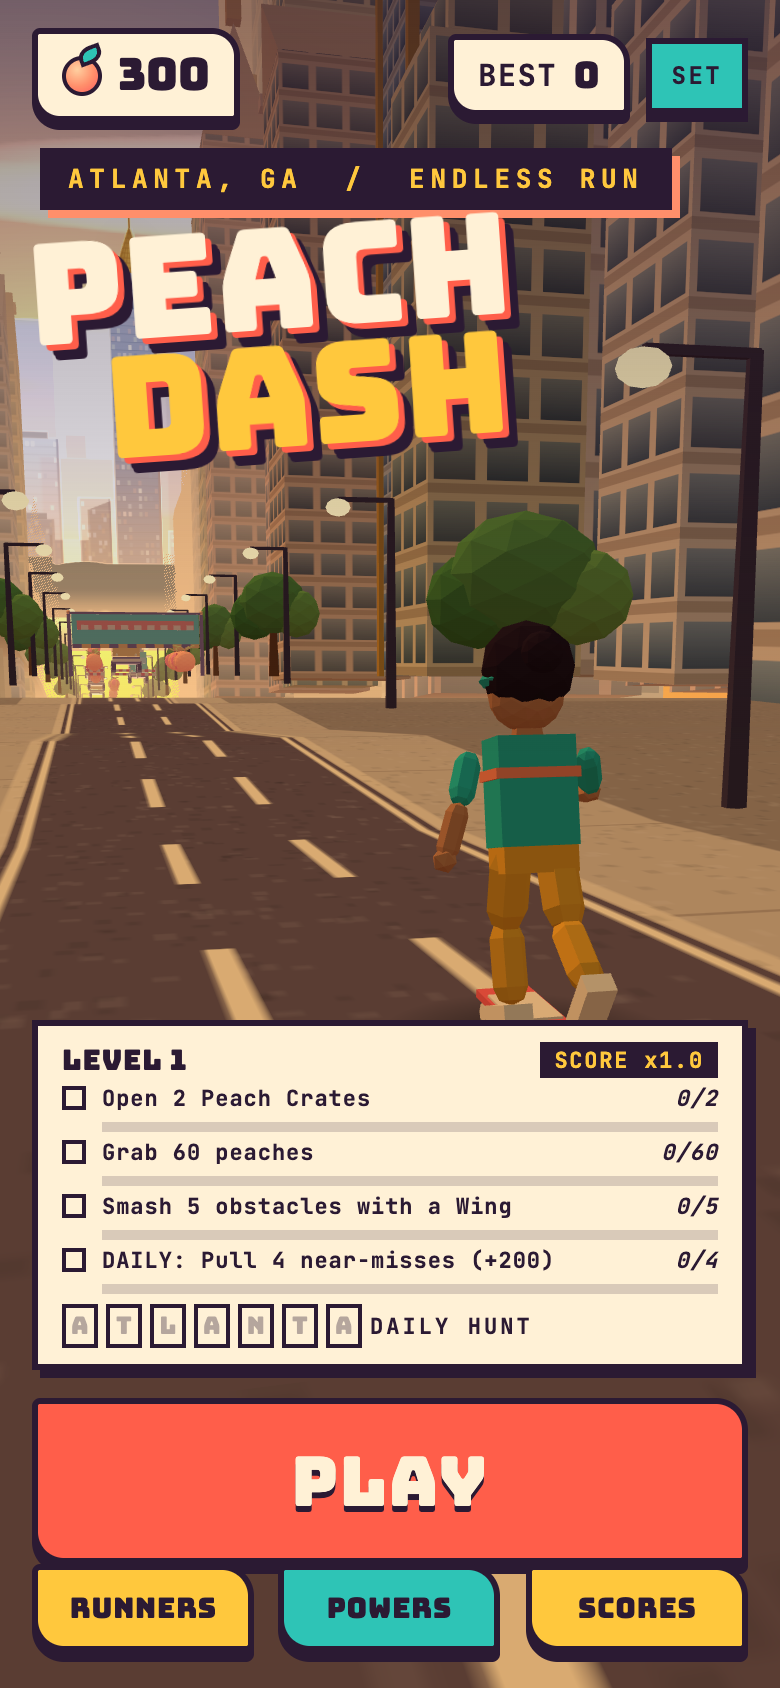 300
BEST 0
SET
ATLANTA, GA / ENDLESS RUN
PEACH
DASH
LEVEL 1
SCORE x1.0
Open 2 Peach Crates 0/2
Grab 60 peaches 0/60
Smash 5 obstacles with a Wing 0/5
DAILY: Pull 4 near-misses (+200) 0/4
ATLANTA DAILY HUNT
PLAY
RUNNERS
POWERS
SCORES